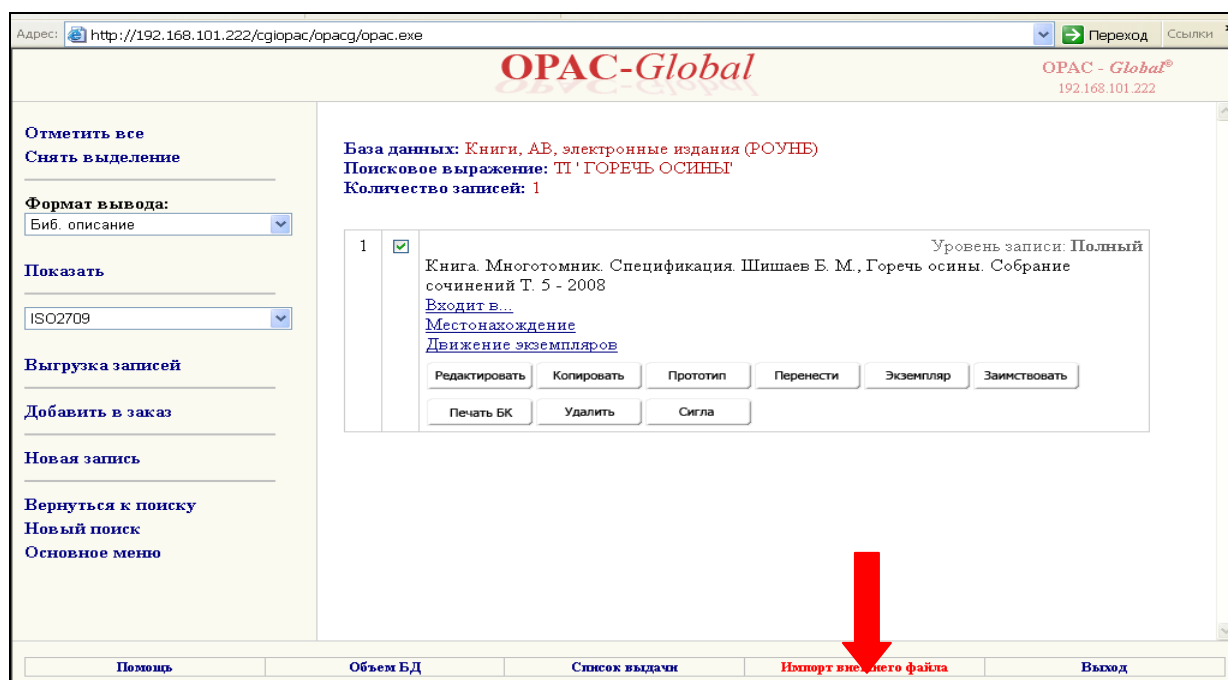 Адрес: http://192.168.101.222/cgiopac/opacg/opac.exe Переход Ссылки
OPAC-Global
OPAC - Global®
192.168.101.222
Отметить все
Снять выделение
Формат вывода:
Биб. описание
Показать
ISO2709
Выгрузка записей
Добавить в заказ
Новая запись
Вернуться к поиску
Новый поиск
Основное меню
База данных: Книги, АВ, электронные издания (РОУНБ)
Поисковое выражение: TI ' ГОРЕЧЬ ОСИНЫ'
Количество записей: 1
1 Уровень записи: Полный
Книга. Многотомник. Спецификация. Шишаев Б. М., Горечь осины. Собрание
сочинений Т. 5 - 2008
Входит в...
Местонахождение
Движение экземпляров
Редактировать Копировать Прототип Перенести Экземпляр Заимствовать
Печать БК Удалить Сигла
Помощь Объем БД Список выдачи Импорт внешнего файла Выход